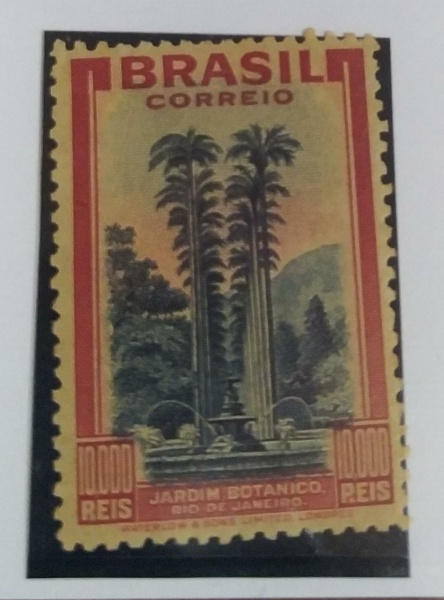 BRASIL
CORREIO
10.000 REIS
10.000 REIS
JARDIM BOTANICO.
RIO DE JANEIRO.
WATERLOW & SONS LIMITED, LONDRES